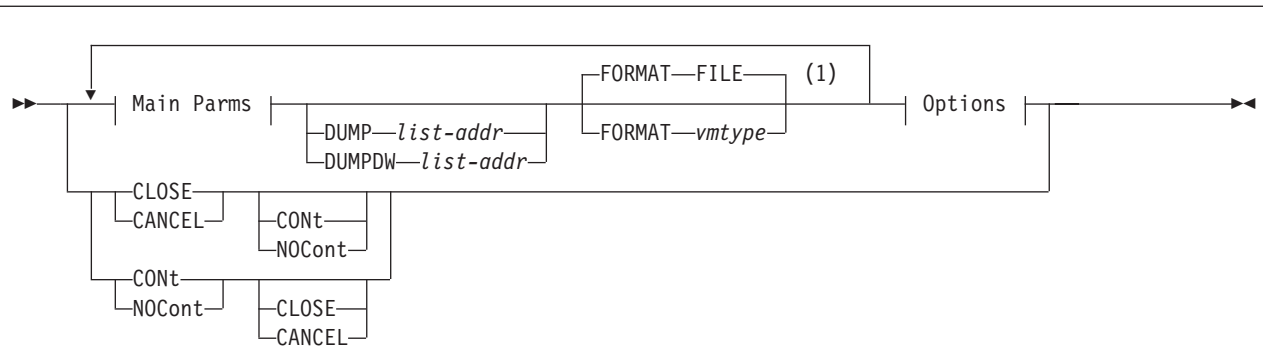 FORMAT FILE (1)
Main Parms Options
DUMP list-addr FORMAT vmtype
DUMPDW list-addr
CLOSE
CANCEL CONt
NOCont
CONt
NOCont CLOSE
CANCEL